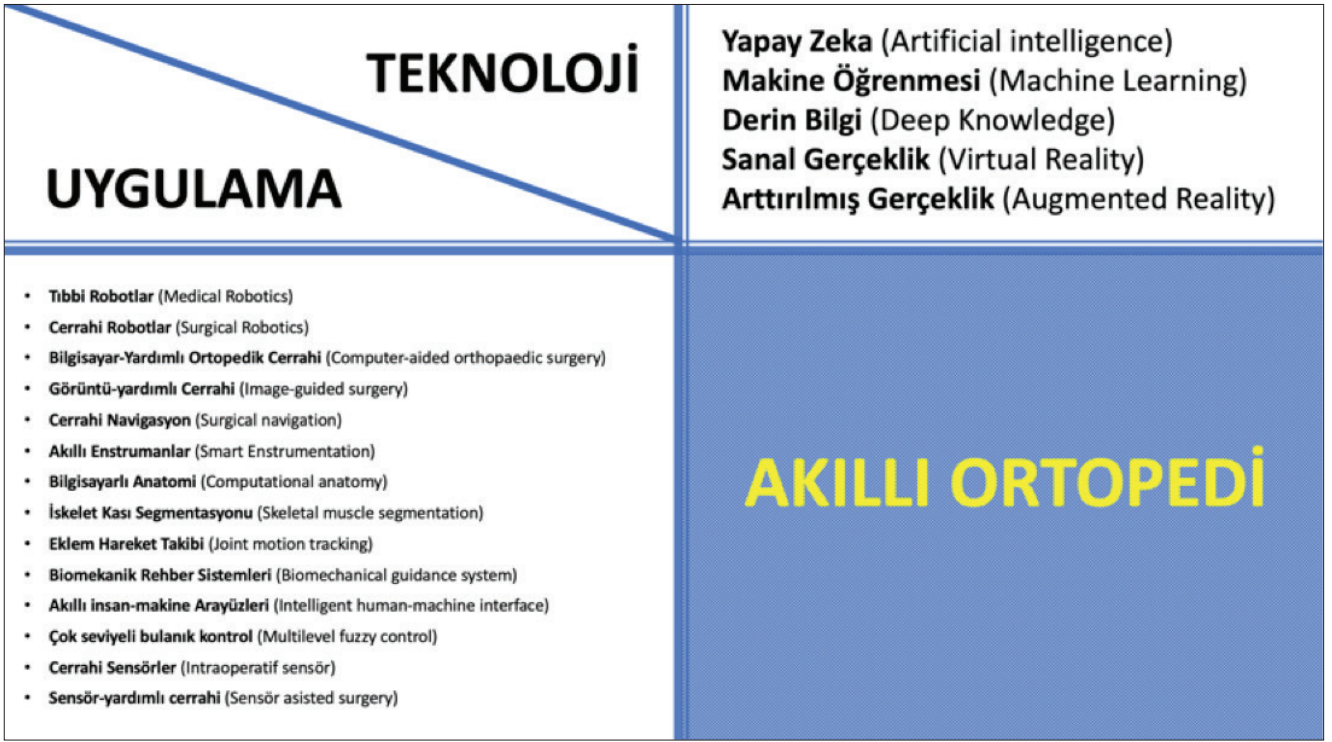 TEKNOLOJİ
UYGULAMA
Yapay Zeka (Artificial intelligence)
Makine Öğrenmesi (Machine Learning)
Derin Bilgi (Deep Knowledge)
Sanal Gerçeklik (Virtual Reality)
Arttırılmış Gerçeklik (Augmented Reality)
• Tıbbi Robotlar (Medical Robotics)
• Cerrahi Robotlar (Surgical Robotics)
• Bilgisayar-Yardımlı Ortopedik Cerrahi (Computer-aided orthopaedic surgery)
• Görüntü-yardımlı Cerrahi (Image-guided surgery)
• Cerrahi Navigasyon (Surgical navigation)
• Akıllı Enstrumanlar (Smart Enstrumentation)
• Bilgisayarlı Anatomi (Computational anatomy)
• İskelet Kası Segmentasyonu (Skeletal muscle segmentation)
• Eklem Hareket Takibi (Joint motion tracking)
• Biomekanik Rehber Sistemleri (Biomechanical guidance system)
• Akıllı insan-makine Arayüzleri (Intelligent human-machine interface)
• Çok seviyeli bulanık kontrol (Multilevel fuzzy control)
• Cerrahi Sensörler (Intraoperatif sensör)
• Sensör-yardımlı cerrahi (Sensör asisted surgery)
AKILLI ORTOPEDİ